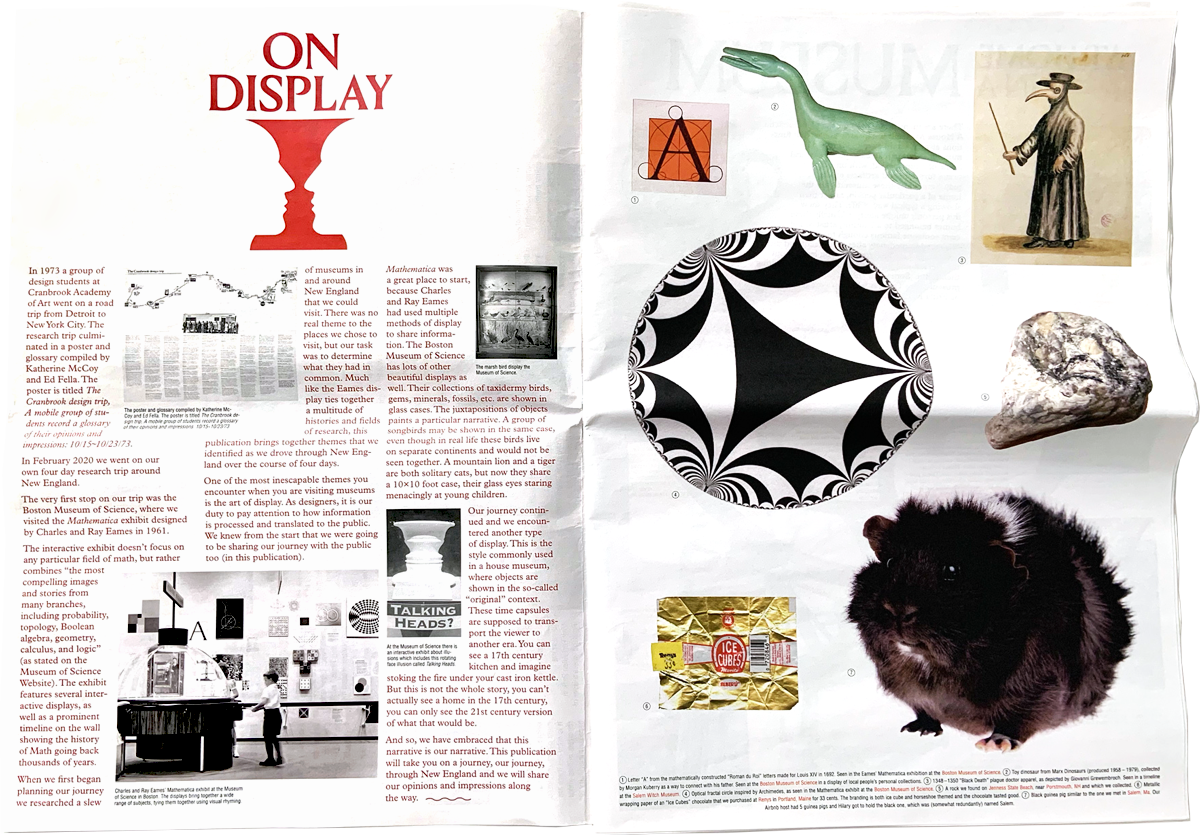 ON
DISPLAY
In 1973 a group of
design students at
Cranbrook Academy
of Art went on a road
trip from Detroit to
New York City. The
research trip culmi-
nated in a poster and
glossary compiled by
Katherine McCoy
and Ed Fella. The
poster is titled The
Cranbrook design trip,
A mobile group of stu-
dents record a glossary
of their opinions and
impressions: 10/15~10/23/73.
In February 2020 we went on our
own four day research trip around
New England.
The very first stop on our trip was the
Boston Museum of Science, where we
visited the Mathematica exhibit designed
by Charles and Ray Eames in 1961.
The interactive exhibit doesn't focus on
any particular field of math, but rather
combines "the most
compelling images
and stories from
many branches,
including probability,
topology, Boolean
algebra, geometry,
calculus, and logic"
(as stated on the
Museum of Science
Website). The exhibit
features several inter-
active displays, as
well as a prominent
timeline on the wall
showing the history
of Math going back
thousands of years.
When we first began
planning our journey
we researched a slew
The Cranbrook design trip
The poster and glossary compiled by Katherine Mc-
Coy and Ed Fella. The poster is titled The Cranbrook de-
sign trip, A mobile group of students record a glossary
of their opinions and impressions: 10/15~10/23/73
of museums in
and around
New England
that we could
visit. There was no
real theme to the
places we chose to
visit, but our task
was to determine
what they had in
common. Much
like the Eames dis-
play ties together
a multitude of
histories and fields
of research, this
publication brings together themes that we
identified as we drove through New Eng-
land over the course of four days.
One of the most inescapable themes you
encounter when you are visiting museums
is the art of display. As designers, it is our
duty to pay attention to how information
is processed and translated to the public.
We knew from the start that we were going
to be sharing our journey with the public
too (in this publication).
A
Charles and Ray Eames' Mathematica exhibit at the Museum
of Science in Boston. The displays bring together a wide
range of subjects, tying them together using visual rhyming
Mathematica was
a great place to start,
because Charles
and Ray Eames
had used multiple
methods of display
to share informa-
tion. The Boston
Museum of Science
has lots of other
beautiful displays as
well. Their collections of taxidermy birds,
gems, minerals, fossils, etc. are shown in
glass cases. The juxtapositions of objects
paints a particular narrative. A group of
songbirds may be shown in the same case,
even though in real life these birds live
on separate continents and would not be
seen together. A mountain lion and a tiger
are both solitary cats, but now they share
a 10×10 foot case, their glass eyes staring
menacingly at young children.
The marsh bird display the
Museum of Science.
TALKING
HEADS?
At the Museum of Science there is
an interactive exhibit about illu-
sions which includes this rotating
face illusion called Talking Heads.
Our journey contin-
ued and we encoun-
tered another type
of display. This is the
style commonly used
in a house museum,
where objects are
shown in the so-called
"original" context.
These time capsules
are supposed to trans-
port the viewer to
another era. You can
see a 17th century
kitchen and imagine
stoking the fire under your cast iron kettle.
But this is not the whole story, you can't
actually see a home in the 17th century,
you can only see the 21st century version
of what that would be.
And so, we have embraced that this
narrative is our narrative. This publication
will take you on a journey, our journey,
through New England and we will share
our opinions and impressions along
the way.
A
①
②
③
④
⑤
ICE
CUBES
⑥
⑦
① Letter "A" from the mathematically constructed "Roman du Roi" letters made for Louis XIV in 1692. Seen in the Eames' Mathematica exhibition at the Boston Museum of Science. ② Toy dinosaur from Marx Dinosaurs (produced 1958 – 1979), collected
by Morgan Kuberry as a way to connect with his father. Seen at the Boston Museum of Science in a display of local people's personal collections. ③ 1348 –1350 "Black Death" plague doctor apparel, as depicted by Giovanni Grevembroch. Seen in a timeline
at the Salem Witch Museum. ④ Optical fractal circle inspired by Archimedes, as seen in the Mathematica exhibit at the Boston Museum of Science. ⑤ A rock we found on Jenness State Beach, near Portsmouth, NH and which we collected. ⑥ Metallic
wrapping paper of an "Ice Cubes" chocolate that we purchased at Renys in Portland, Maine for 33 cents. The branding is both ice cube and horseshoe themed and the chocolate tasted good. ⑦ Black guinea pig similar to the one we met in Salem, Ma. Our
Airbnb host had 5 guinea pigs and Hilary got to hold the black one, which was (somewhat redundantly) named Salem.